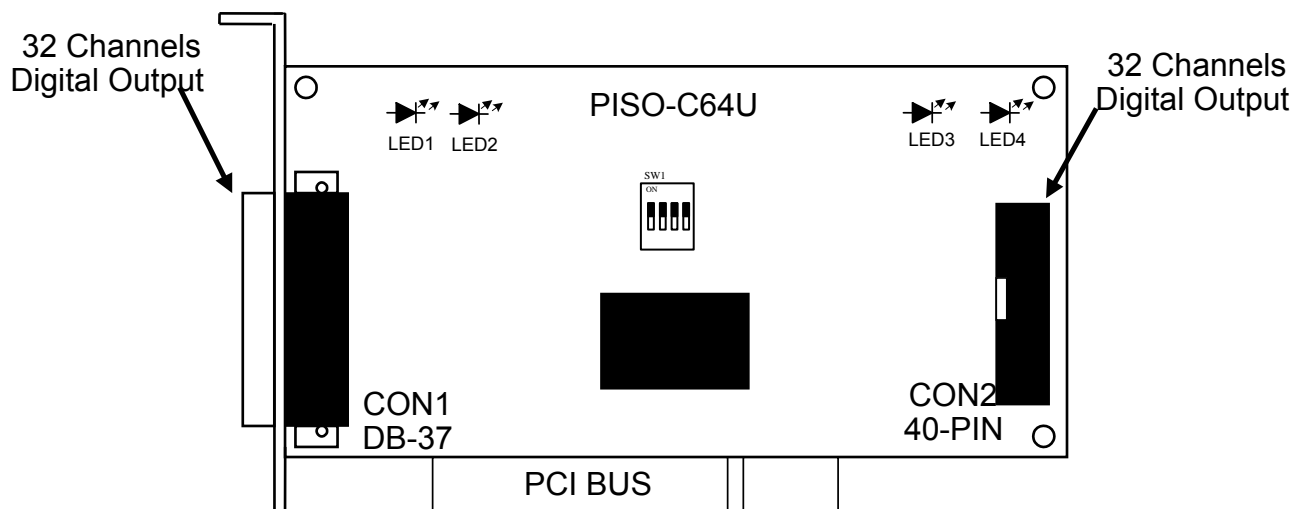 32 Channels
Digital Output
PISO-C64U
32 Channels
Digital Output
LED1
LED2
LED3
LED4
SW1
ON
CON1
DB-37
CON2
40-PIN
PCI BUS